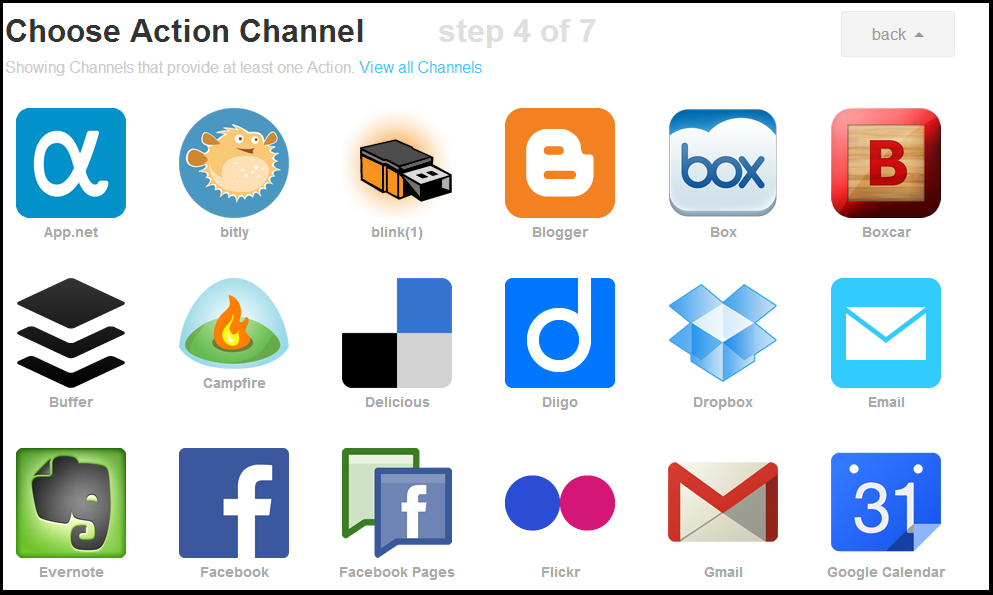 Choose Action Channel step 4 of 7 back
Showing Channels that provide at least one Action. View all Channels
box B
App.net bitly blink(1) Blogger Box Boxcar
Buffer Campfire Delicious Diigo Dropbox Email
31
Evernote Facebook Facebook Pages Flickr Gmail Google Calendar